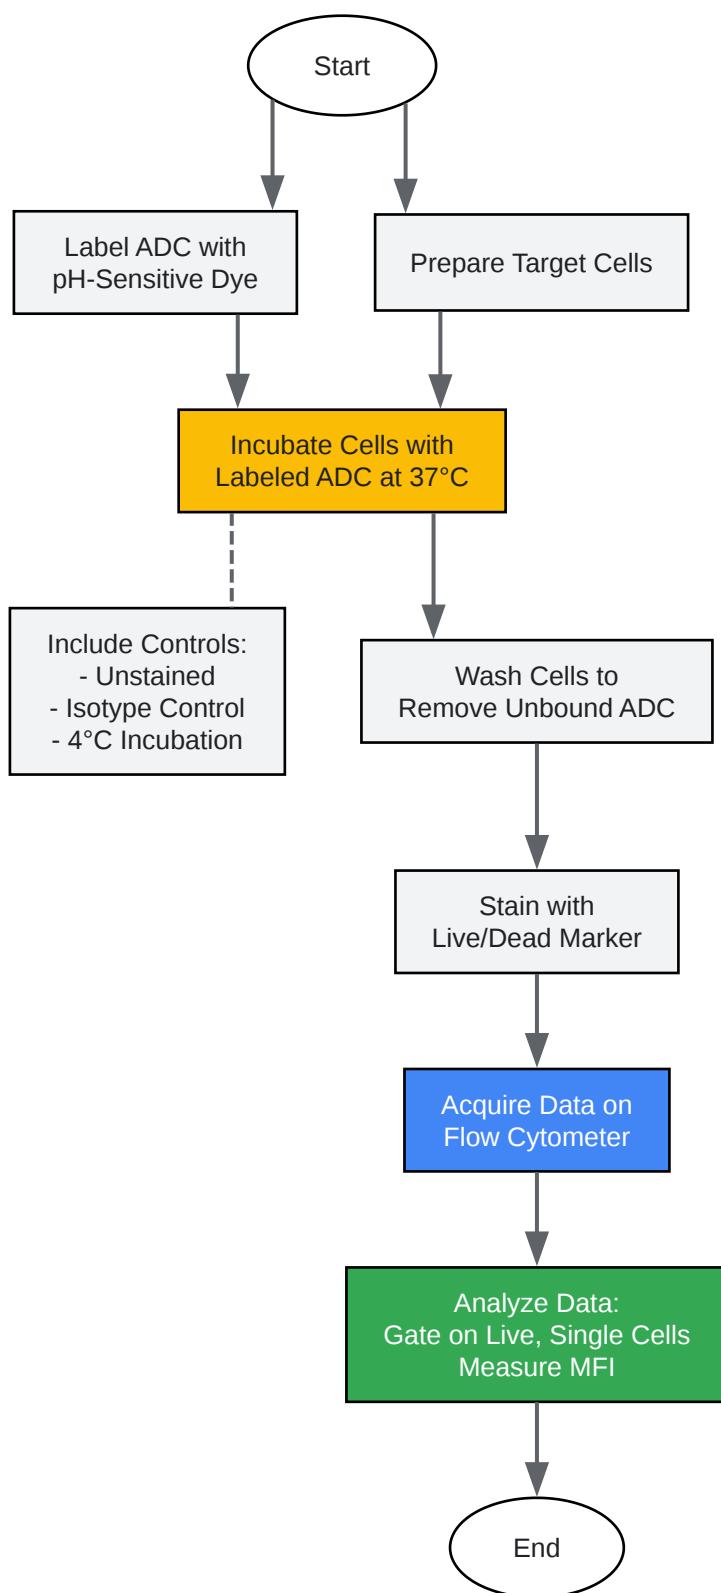 Start
Label ADC with
pH-Sensitive Dye
Prepare Target Cells
Incubate Cells with
Labeled ADC at 37°C
Include Controls:
- Unstained
- Isotype Control
- 4°C Incubation
Wash Cells to
Remove Unbound ADC
Stain with
Live/Dead Marker
Acquire Data on
Flow Cytometer
Analyze Data:
Gate on Live, Single Cells
Measure MFI
End